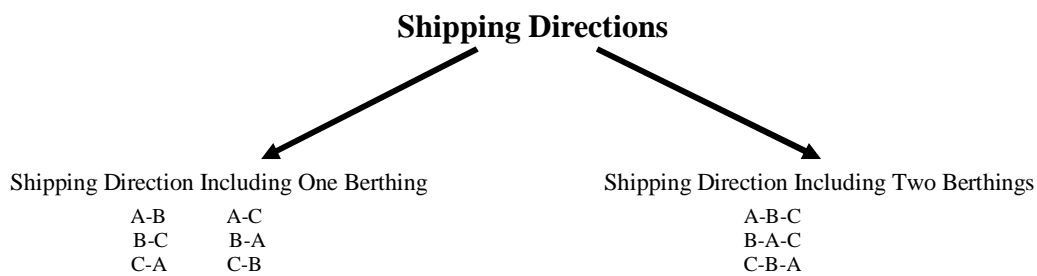 Shipping Directions
Shipping Direction Including One Berthing
A-B A-C
B-C B-A
C-A C-B
Shipping Direction Including Two Berthings
A-B-C
B-A-C
C-B-A